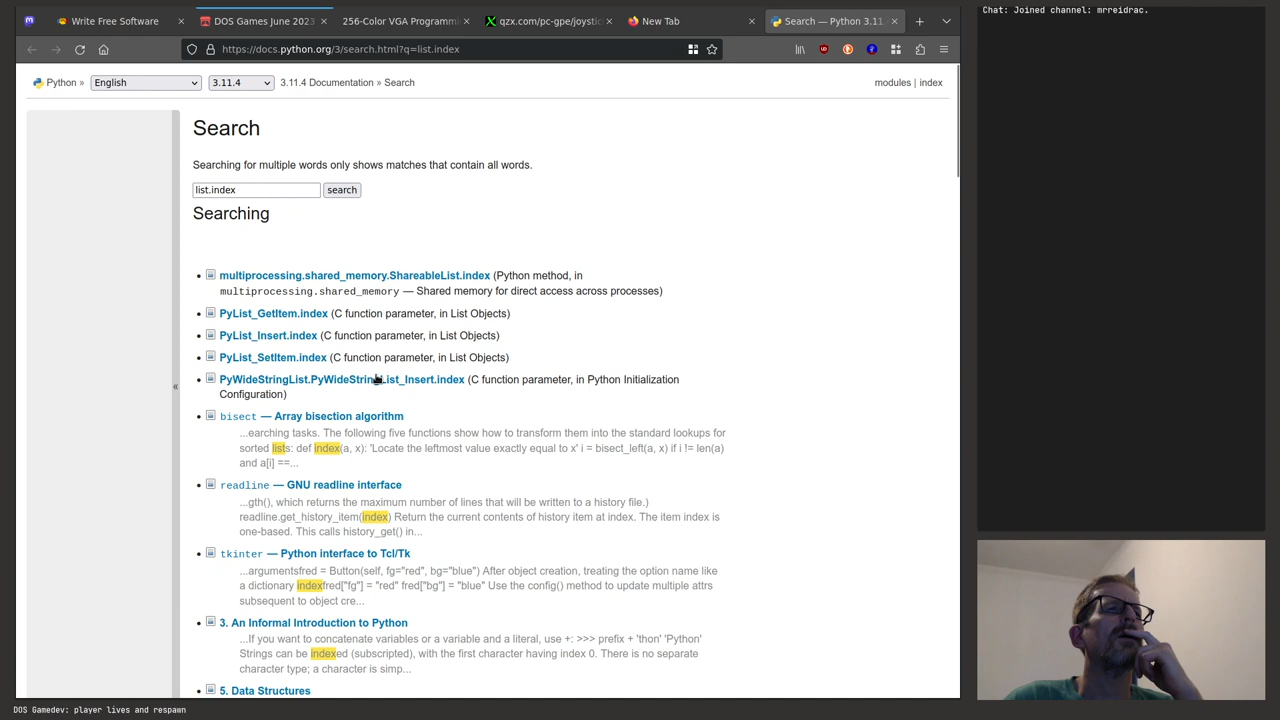 Chat: Joined channel: mrreidrac.
Write Free Software
DOS Games June 2023
256-Color VGA Programmi
qzx.com/pc-gpe/joystic
New Tab
Search — Python 3.11
https://docs.python.org/3/search.html?q=list.index
Python »
English
3.11.4
3.11.4 Documentation » Search
modules | index
Search
Searching for multiple words only shows matches that contain all words.
list.index
search
Searching
multiprocessing.shared_memory.ShareableList.index (Python method, in
multiprocessing.shared_memory — Shared memory for direct access across processes)
PyList_GetItem.index (C function parameter, in List Objects)
PyList_Insert.index (C function parameter, in List Objects)
PyList_SetItem.index (C function parameter, in List Objects)
PyWideStringList.PyWideStringList_Insert.index (C function parameter, in Python Initialization
Configuration)
«
bisect — Array bisection algorithm
...earching tasks. The following five functions show how to transform them into the standard lookups for
sorted lists: def index(a, x): 'Locate the leftmost value exactly equal to x' i = bisect_left(a, x) if i != len(a)
and a[i] ==...
readline — GNU readline interface
...gth(), which returns the maximum number of lines that will be written to a history file.)
readline.get_history_item(index) Return the current contents of history item at index. The item index is
one-based. This calls history_get() in...
tkinter — Python interface to Tcl/Tk
...argumentsfred = Button(self, fg="red", bg="blue") After object creation, treating the option name like
a dictionary indexfred["fg"] = "red" fred["bg"] = "blue" Use the config() method to update multiple attrs
subsequent to object cre...
3. An Informal Introduction to Python
...If you want to concatenate variables or a variable and a literal, use +: >>> prefix + 'thon' 'Python'
Strings can be indexed (subscripted), with the first character having index 0. There is no separate
character type; a character is simp...
5. Data Structures
DOS Gamedev: player lives and respawn